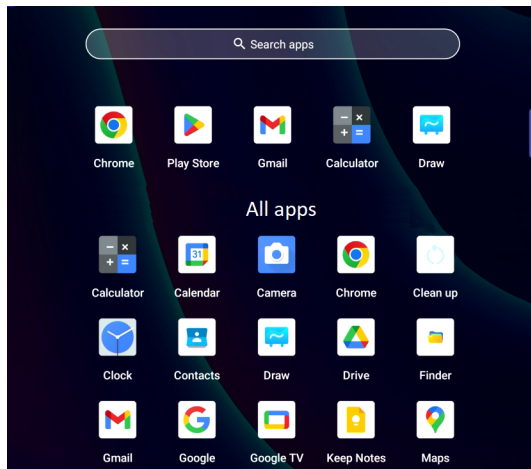 Search apps
Chrome Play Store Gmail Calculator Draw
All apps
31
Calculator Calendar Camera Chrome Clean up
Clock Contacts Draw Drive Finder
Gmail Google Google TV Keep Notes Maps